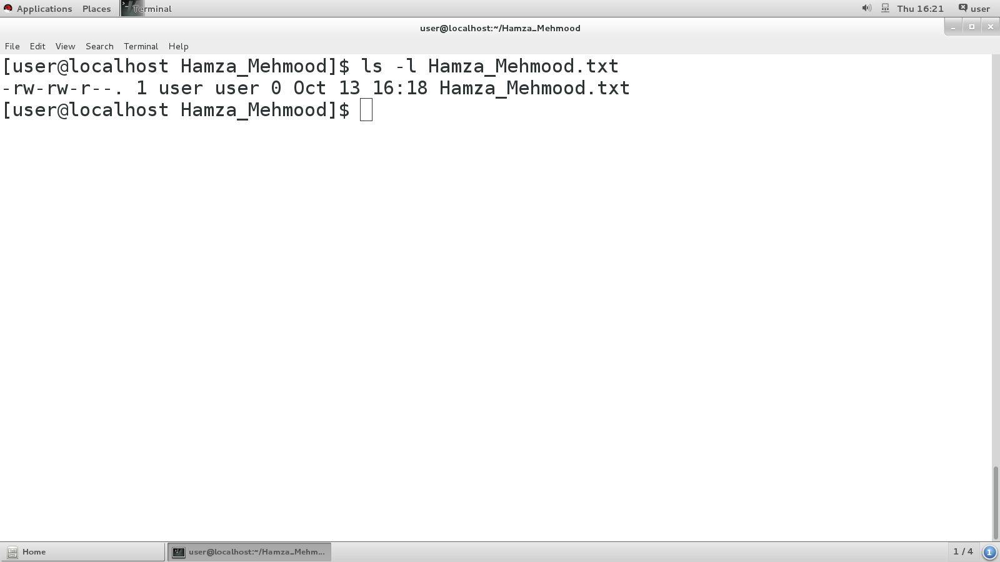 Applications Places Terminal Thu 16:21 user
user@localhost:~/Hamza_Mehmood
File Edit View Search Terminal Help
[user@localhost Hamza_Mehmood]$ ls -l Hamza_Mehmood.txt
-rw-rw-r--. 1 user user 0 Oct 13 16:18 Hamza_Mehmood.txt
[user@localhost Hamza_Mehmood]$
Home user@localhost:~/Hamza_Mehm... 1 / 4 1